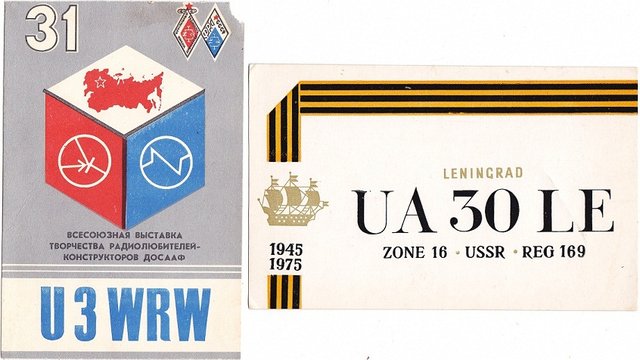 31
ВСЕСОЮЗНАЯ ВЫСТАВКА
ТВОРЧЕСТВА РАДИОЛЮБИТЕЛЕЙ-
КОНСТРУКТОРОВ ДОСААФ
U3WRW
LENINGRAD
UA 30 LE
ZONE 16 • USSR • REG 169
1945
1975